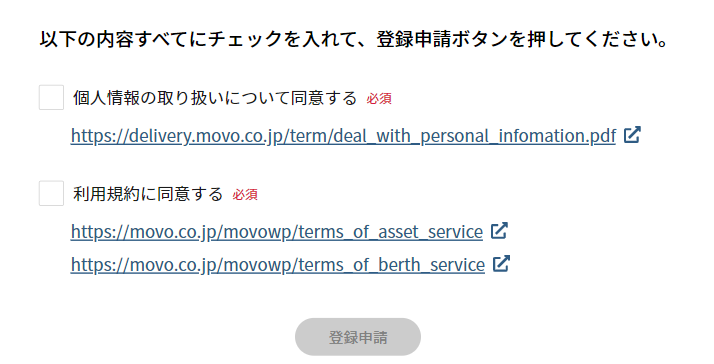 以下の内容すべてにチェックを入れて、登録申請ボタンを押してください。
個人情報の取り扱いについて同意する 必須
https://delivery.movo.co.jp/term/deal_with_personal_infomation.pdf
利用規約に同意する 必須
https://movo.co.jp/movowp/terms_of_asset_service
https://movo.co.jp/movowp/terms_of_berth_service
登録申請